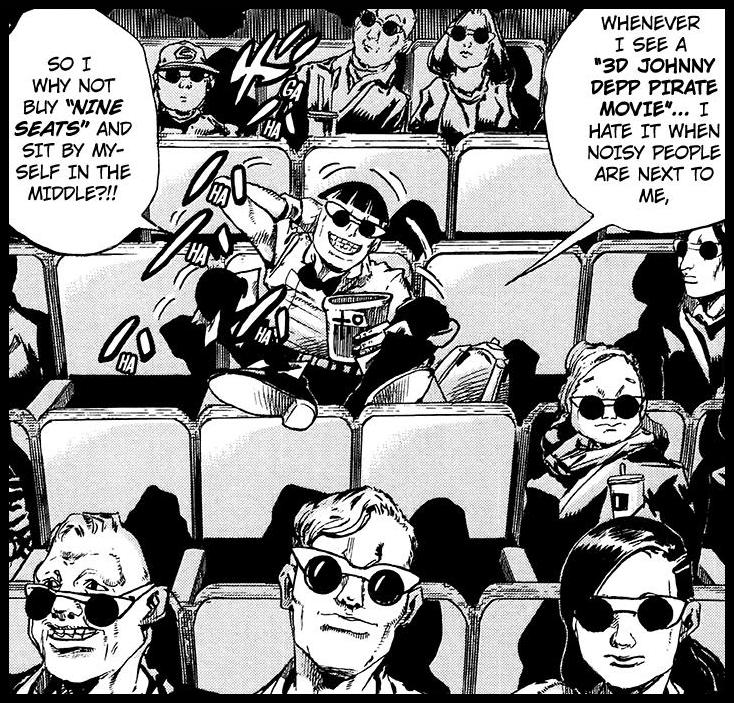 WHENEVER
I SEE A
"3D JOHNNY
DEPP PIRATE
MOVIE"... I
HATE IT WHEN
NOISY PEOPLE
ARE NEXT TO
ME,
SO I
WHY NOT
BUY "NINE
SEATS" AND
SIT BY MY-
SELF IN THE
MIDDLE?!!
GA
HA
HA
HA
HA
HA